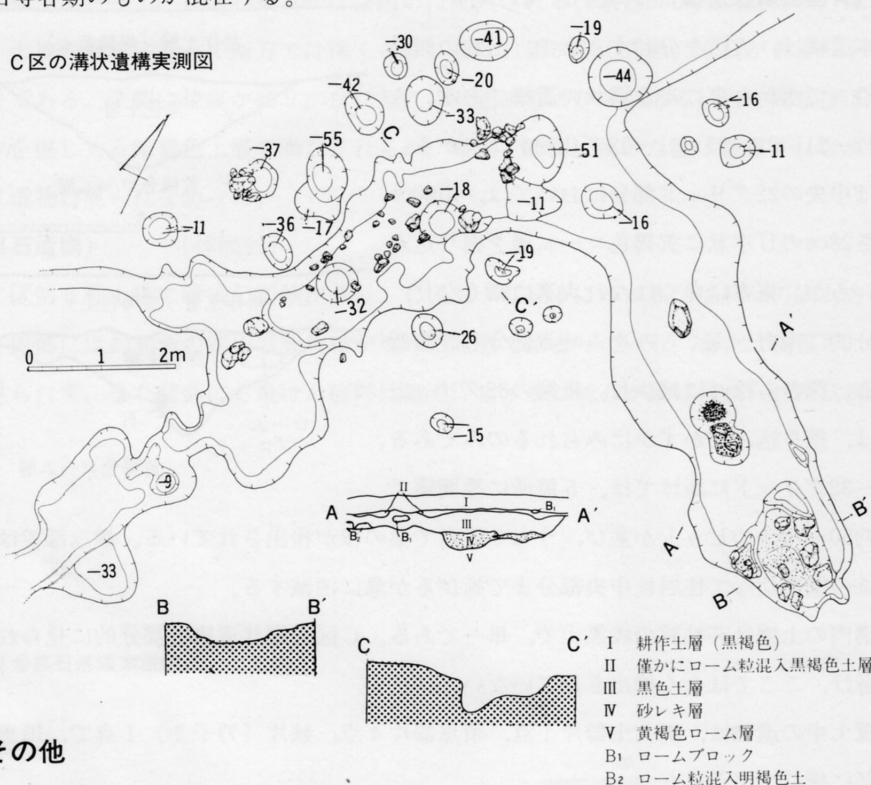 C区の溝状遺構実測図
-30
-41
-19
-20
-44
-42
C
-33
-16
-37
-55
-51
-11
-18
-11
-11
-36
-17
-16
-19
A'
C'
-32
-26
0 1 2m
-15
-9
II
I
B₁
A
III
A'
B₂
B₁
IV
V
B'
A
-33
B
B B'
C C'
I 耕作土層(黒褐色)
II 僅かにローム粒混入黒褐色土層
III 黒色土層
IV 砂レキ層
V 黄褐色ローム層
B₁ ロームブロック
B₂ ローム粒混入明褐色土
その他